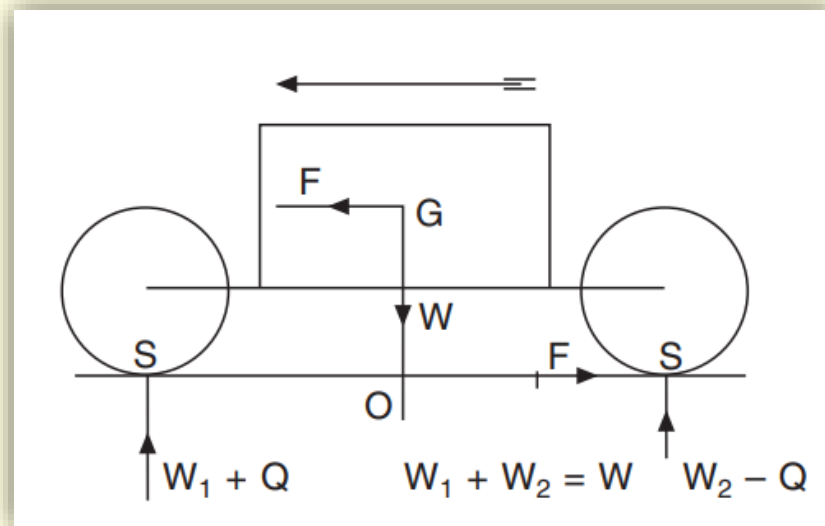 F
G
W
S
F
S
O
W₁ + Q
W₁ + W₂ = W
W₂ – Q